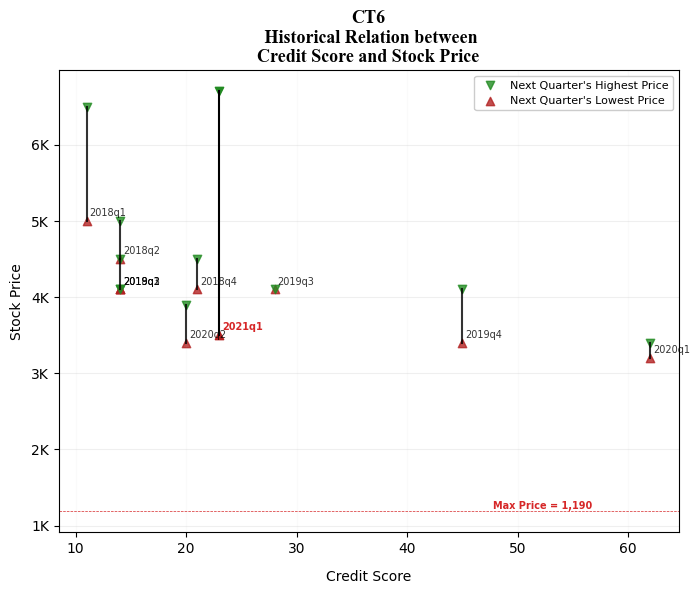 CT6
Historical Relation between
Credit Score and Stock Price
Next Quarter's Highest Price
Next Quarter's Lowest Price
6K
5K
4K
3K
2K
1K
Stock Price
2018q1
2018q2
2018q4
2019q3
2020q2
2021q1
2019q4
2020q1
Max Price = 1,190
10 20 30 40 50 60
Credit Score